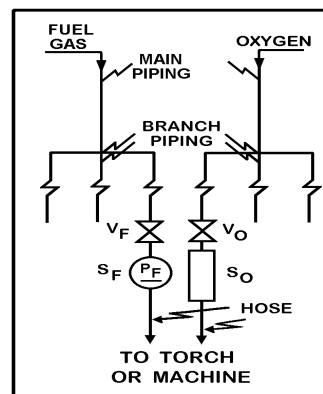 FUEL
GAS
OXYGEN
MAIN
PIPING
BRANCH
PIPING
VF
VO
SF
PF
SO
HOSE
TO TORCH
OR MACHINE